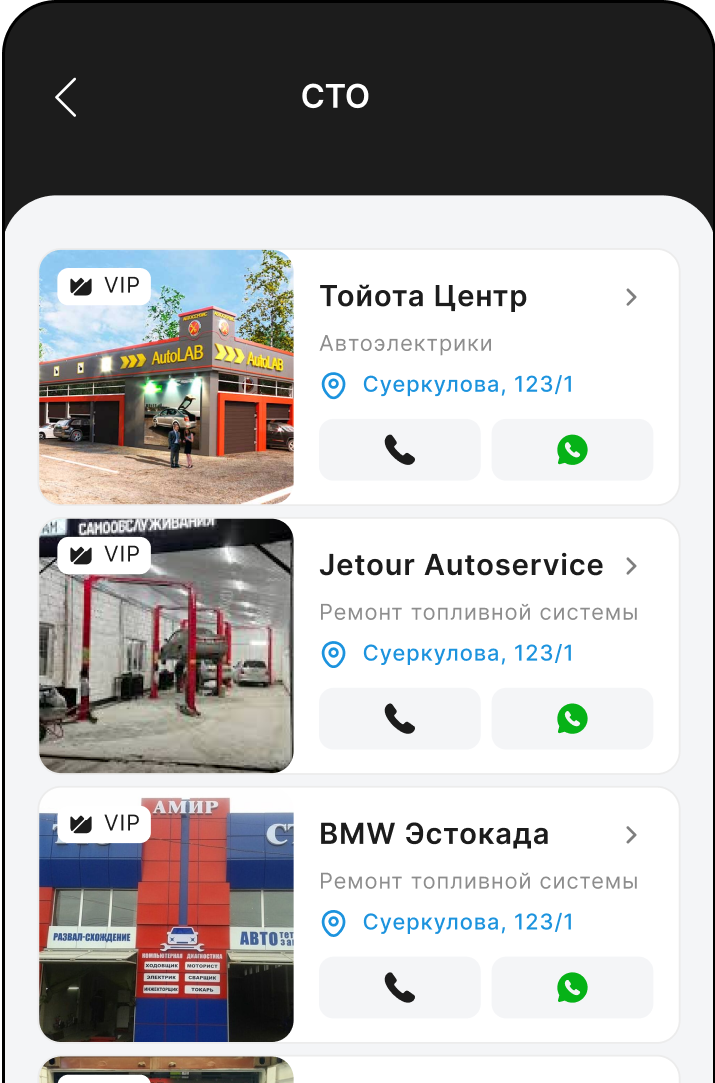 СТО
VIP
AutoLAB
AutoLAB
Тойота Центр
Автоэлектрики
Суеркулова, 123/1
САМООБСЛУЖИВАНИЯ
VIP
Jetour Autoservice
Ремонт топливной системы
Суеркулова, 123/1
АМИР
VIP
РАЗВАЛ-СХОЖДЕНИЕ
АВТО
КОМПЬЮТЕРНАЯ ДИАГНОСТИКА
ХОДОВЩИК МОТОРИСТ
ЭЛЕКТРИК СВАРЩИК
ИНЖЕКТОРЩИК ТОКАРЬ
BMW Эстокада
Ремонт топливной системы
Суеркулова, 123/1